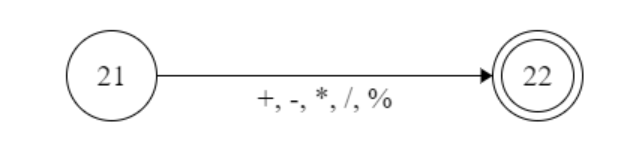 21
22
+, -, *, /, %